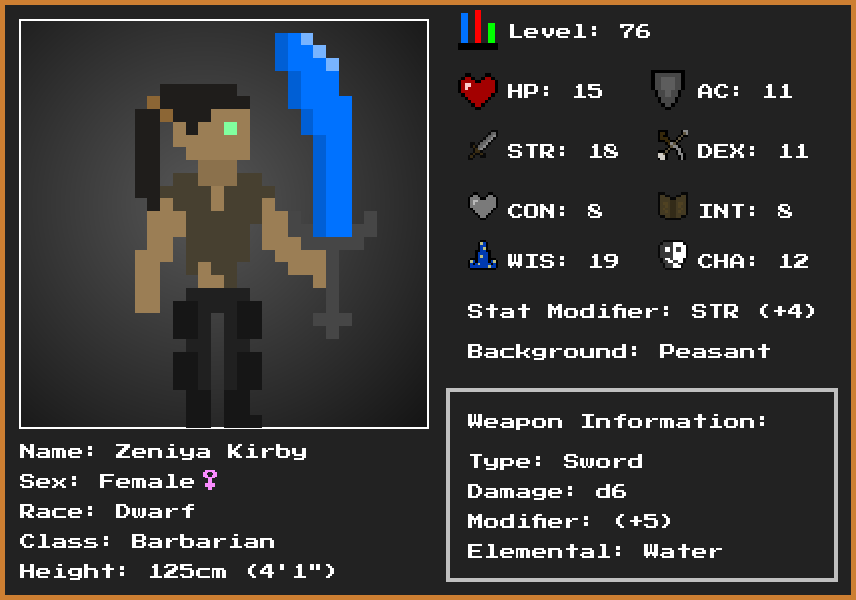 Level: 76
HP: 15
AC: 11
STR: 18
DEX: 11
CON: 8
INT: 8
WIS: 19
CHA: 12
Stat Modifier: STR (+4)
Background: Peasant
Weapon Information:
Type: Sword
Damage: d6
Modifier: (+5)
Elemental: Water
Name: Zeniya Kirby
Sex: Female♀
Race: Dwarf
Class: Barbarian
Height: 125cm (4'1")